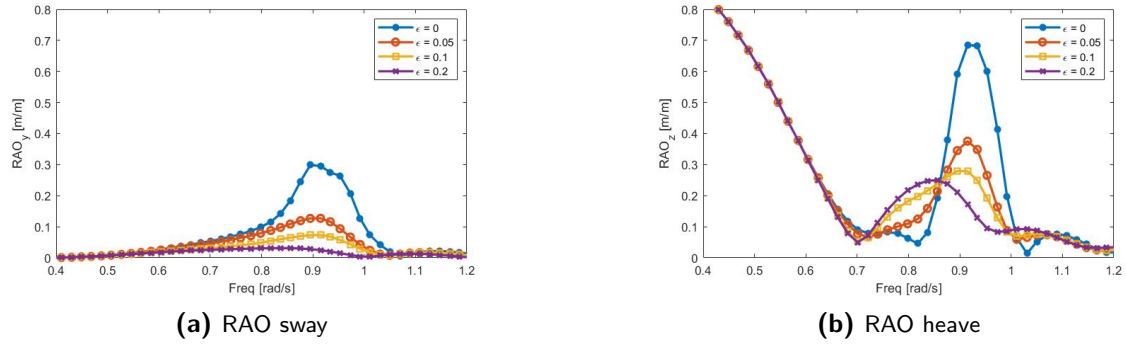 0.8
0.7
0.6
0.5
0.4
0.3
0.2
0.1
0
RAO_y [m/m]
ϵ = 0
ϵ = 0.05
ϵ = 0.1
ϵ = 0.2
0.4 0.5 0.6 0.7 0.8 0.9 1 1.1 1.2
Freq [rad/s]
(a) RAO sway
0.8
0.7
0.6
0.5
0.4
0.3
0.2
0.1
0
RAO_z [m/m]
ϵ = 0
ϵ = 0.05
ϵ = 0.1
ϵ = 0.2
0.4 0.5 0.6 0.7 0.8 0.9 1 1.1 1.2
Freq [rad/s]
(b) RAO heave